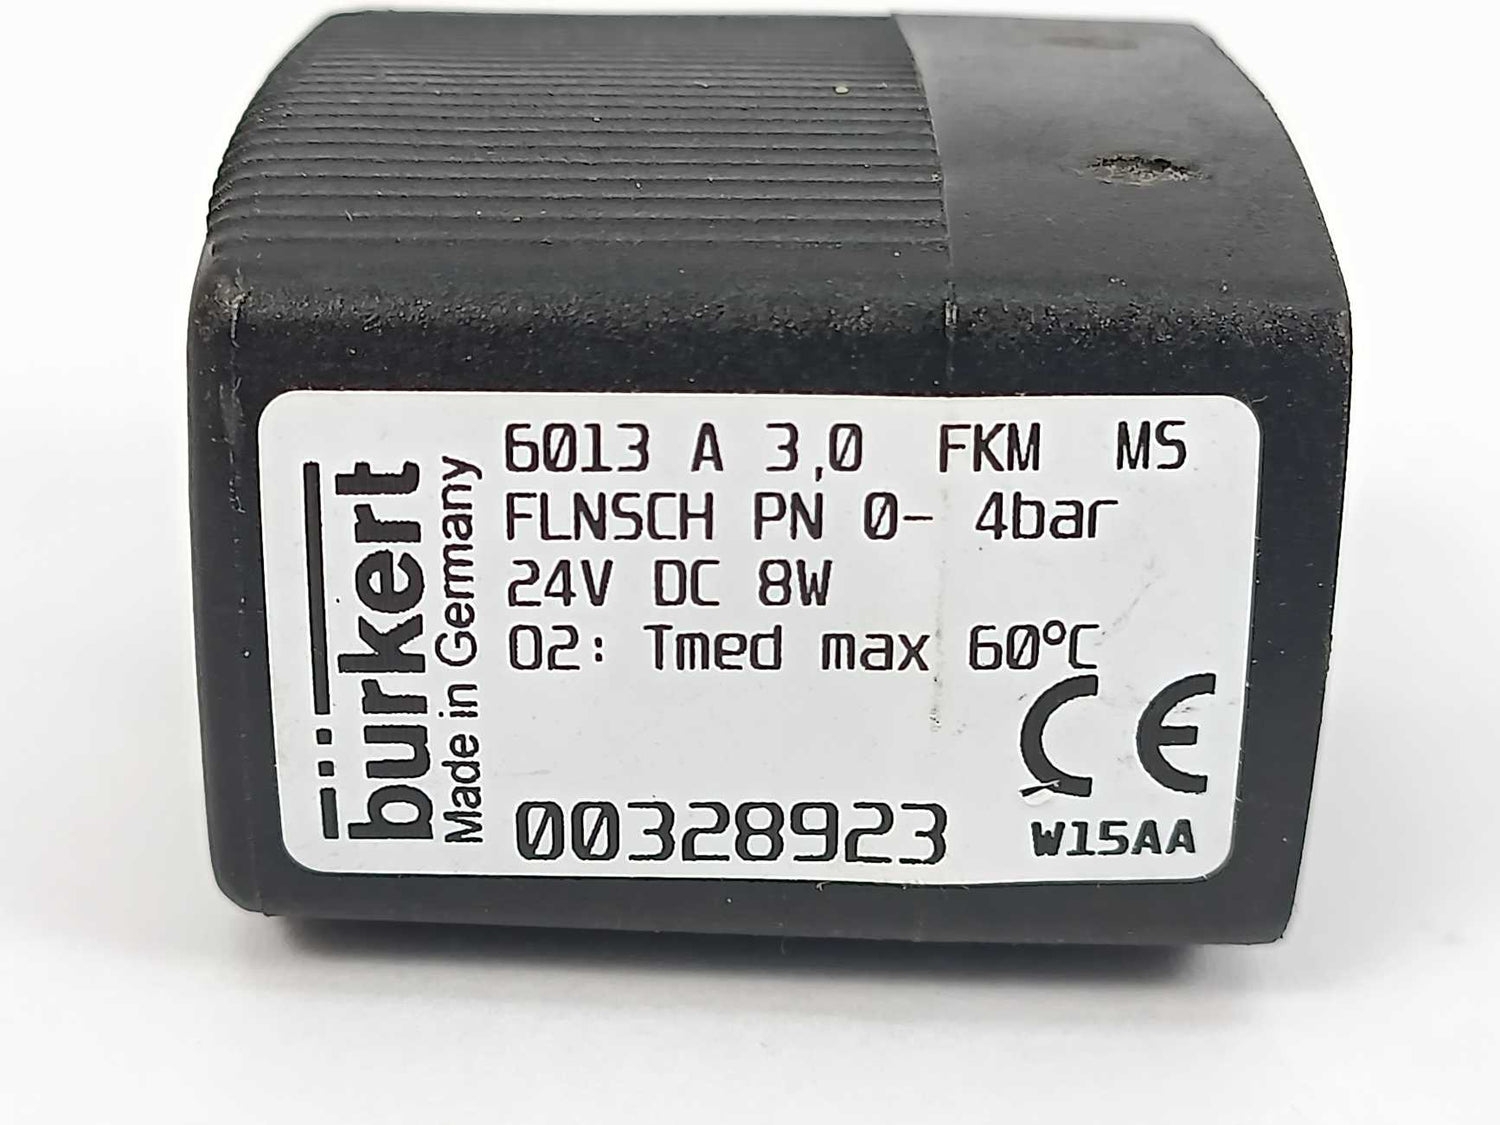 6013 A 3,0 FKM MS
FLNSCH PN 0- 4bar
24V DC 8W
O2: Tmed max 60°C
CE
00328923
W15AA
bürkert
Made in Germany